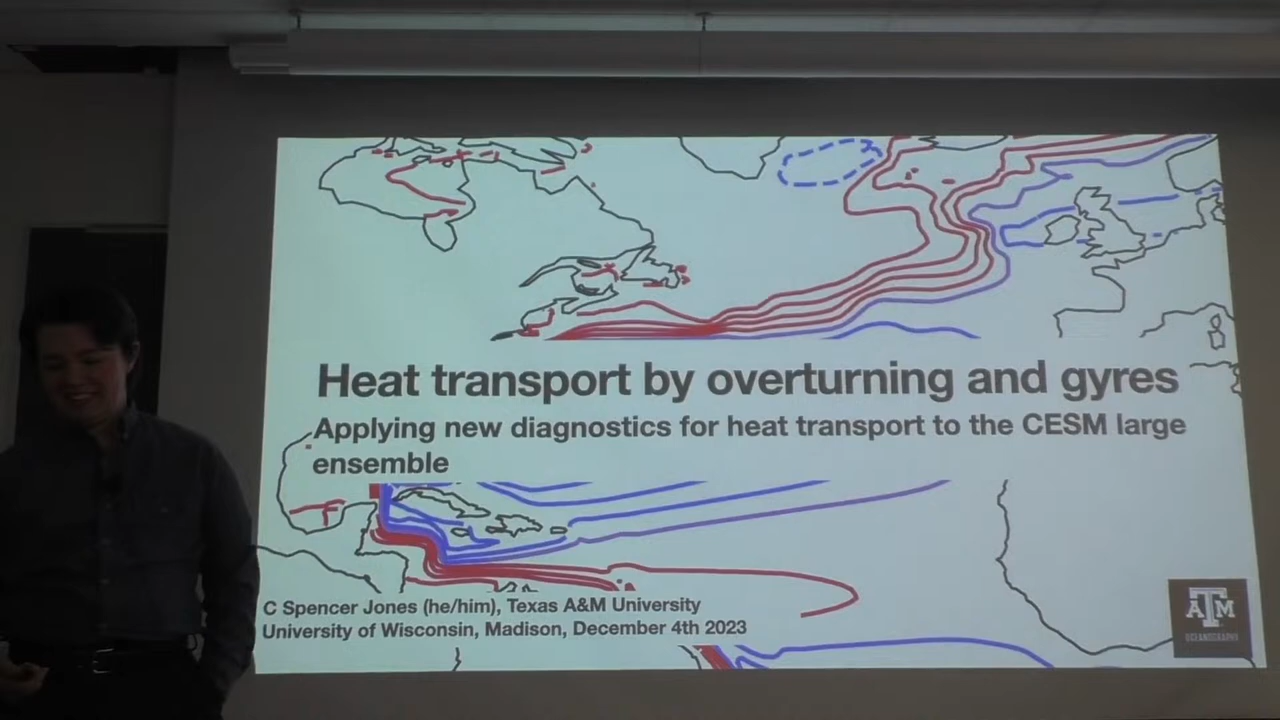 Heat transport by overturning and gyres
Applying new diagnostics for heat transport to the CESM large
ensemble
C Spencer Jones (he/him), Texas A&M University
University of Wisconsin, Madison, December 4th 2023
ATM
OCEANOGRAPHY